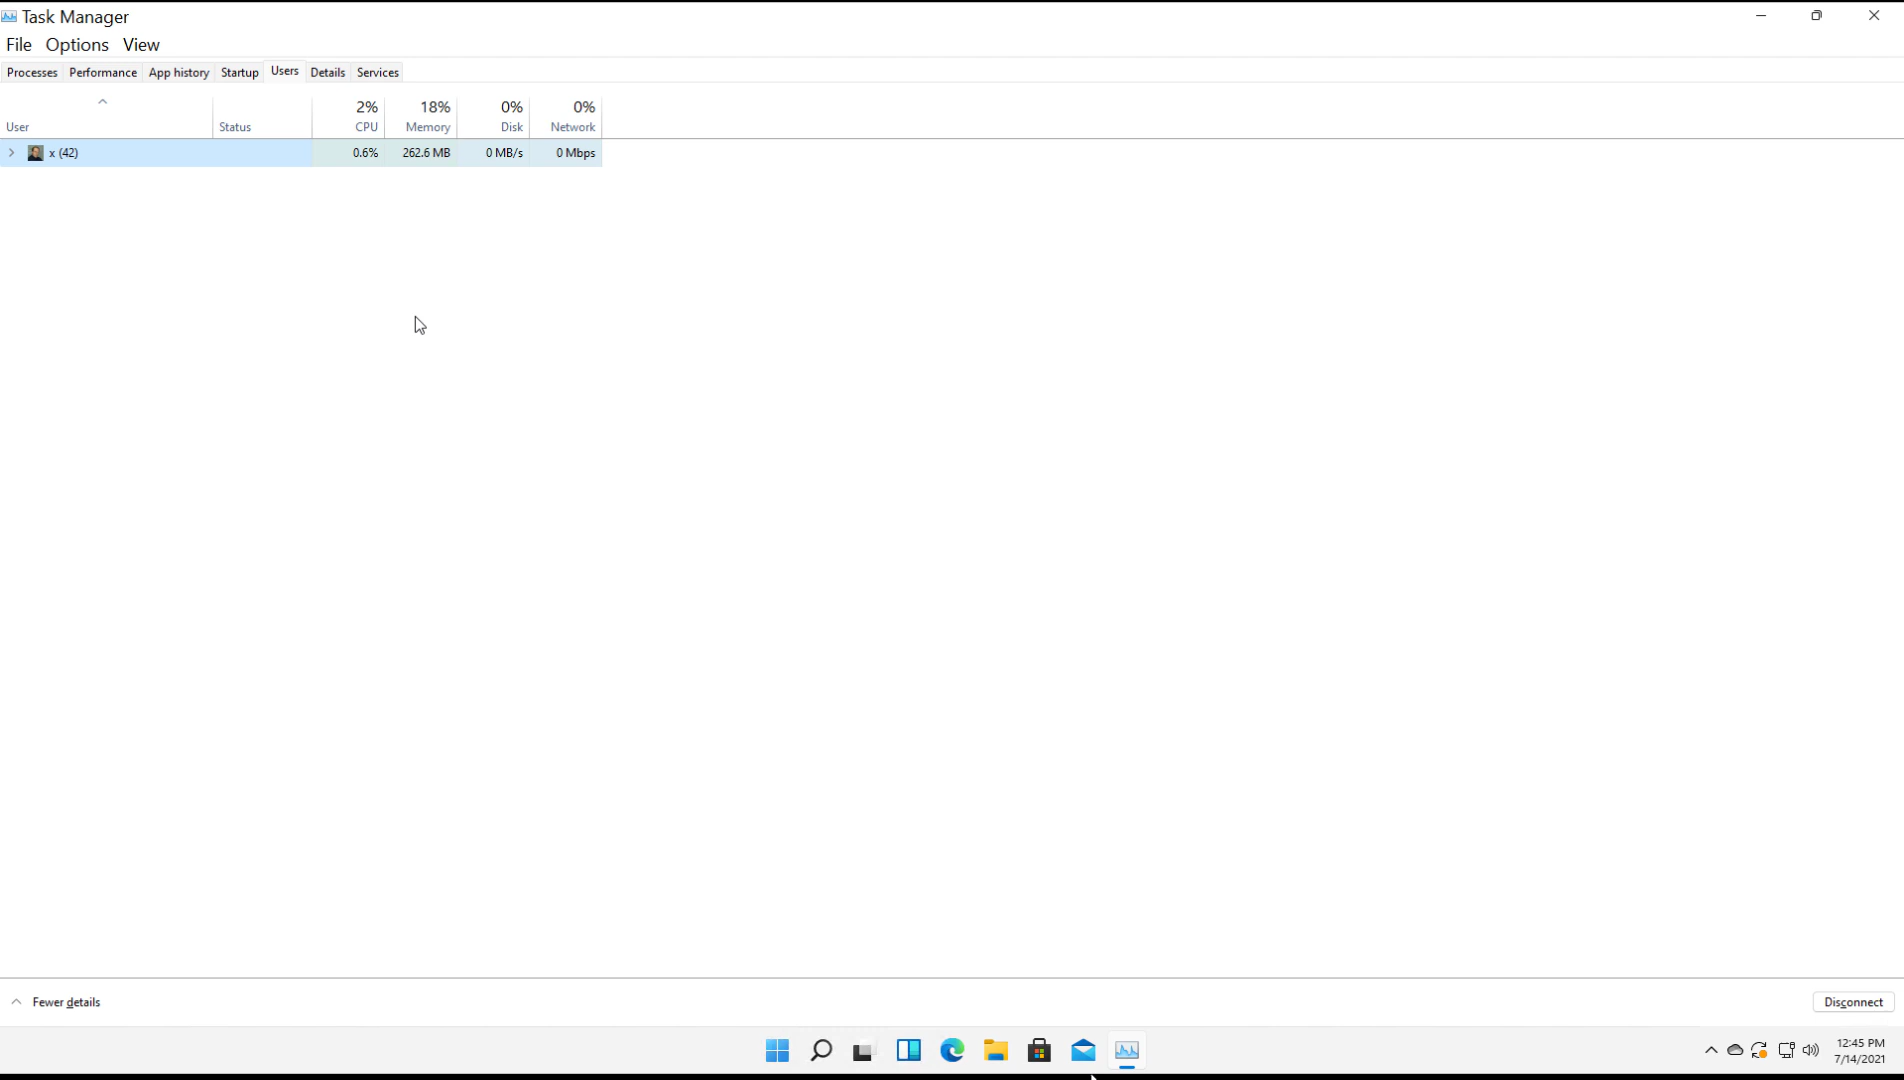 Task Manager
File Options View
Processes Performance App history Startup Users Details Services
2% 18% 0% 0%
User Status CPU Memory Disk Network
x (42) 0.6% 262.6 MB 0 MB/s 0 Mbps
Fewer details Disconnect
12:45 PM
7/14/2021